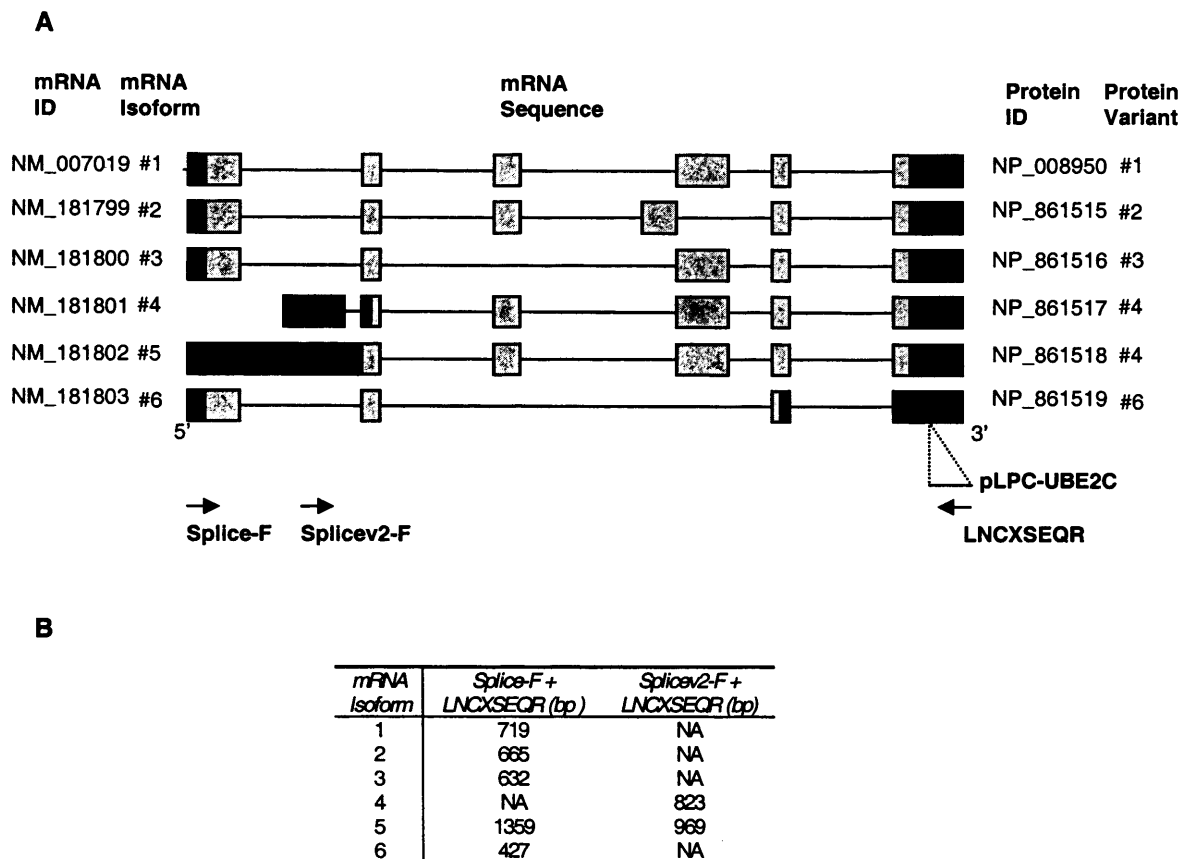 A
mRNA ID mRNA Isoform mRNA Sequence Protein ID Protein Variant
NM_007019 #1 NP_008950 #1
NM_181799 #2 NP_861515 #2
NM_181800 #3 NP_861516 #3
NM_181801 #4 NP_861517 #4
NM_181802 #5 NP_861518 #4
NM_181803 #6 NP_861519 #6
5' 3'
pLPC-UBE2C
Splice-F Splicev2-F LNCXSEQR
B
mRNA Splice-F + Splicev2-F +
Isoform LNCXSEQR (bp) LNCXSEQR (bp)
1 719 NA
2 665 NA
3 632 NA
4 NA 823
5 1359 969
6 427 NA